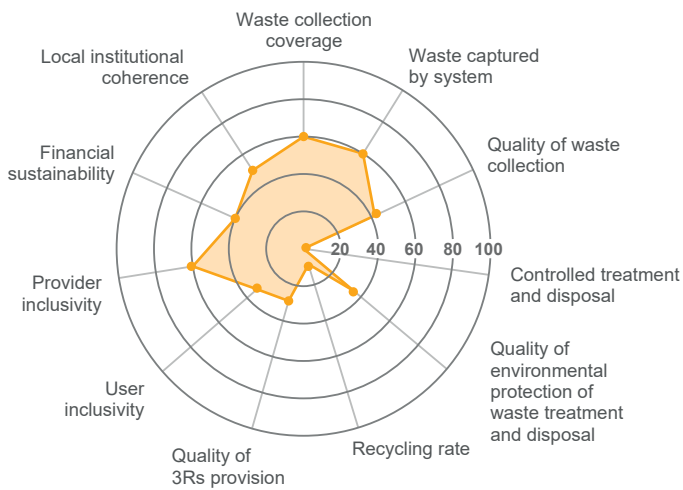 Waste collection
coverage
Waste captured
by system
Quality of waste
collection
20 40 60 80 100
Controlled treatment
and disposal
Quality of
environmental
protection of
waste treatment
and disposal
Recycling rate
Quality of
3Rs provision
User
inclusivity
Provider
inclusivity
Financial
sustainability
Local institutional
coherence